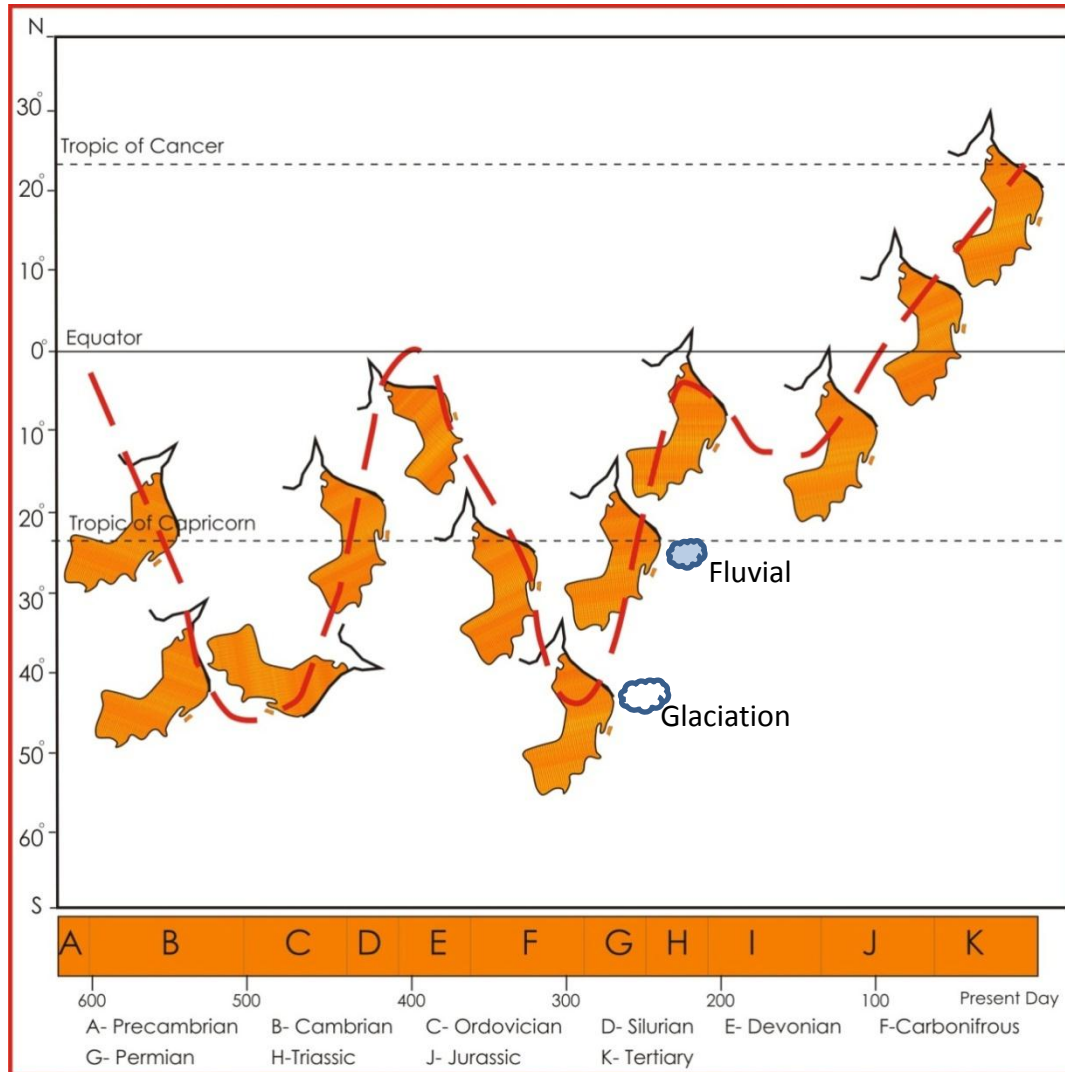 N
30°
Tropic of Cancer
20°
10°
Equator
0°
10°
20°
Tropic of Capricorn
Fluvial
30°
40°
Glaciation
50°
60°
S
A B C D E F G H I J K
600 500 400 300 200 100 Present Day
A- Precambrian B- Cambrian C- Ordovician D- Silurian E- Devonian F-Carbonifrous
G- Permian H-Triassic J- Jurassic K- Tertiary